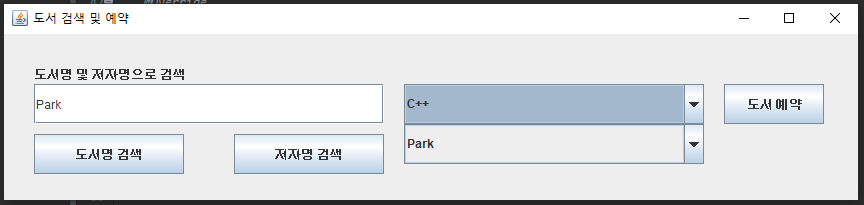 도서 검색 및 예약
도서명 및 저자명으로 검색
Park
C++
도서 예약
Park
도서명 검색
저자명 검색